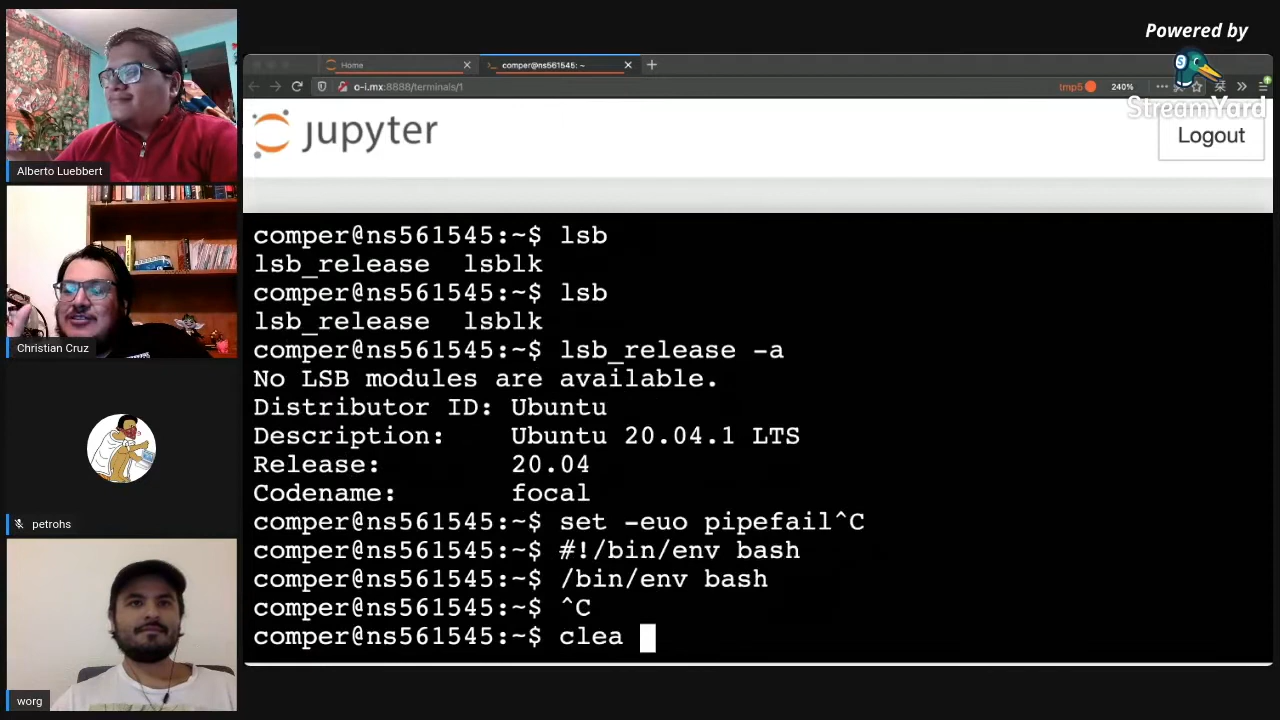 Powered by
StreamYard
Home
comper@ns561545: ~
o-i.mx:8888/terminals/1
tmp5
240%
jupyter
Logout
comper@ns561545:~$ lsb
lsb_release  lsblk
comper@ns561545:~$ lsb
lsb_release  lsblk
comper@ns561545:~$ lsb_release -a
No LSB modules are available.
Distributor ID: Ubuntu
Description:    Ubuntu 20.04.1 LTS
Release:        20.04
Codename:       focal
comper@ns561545:~$ set -euo pipefail^C
comper@ns561545:~$ #!/bin/env bash
comper@ns561545:~$ /bin/env bash
comper@ns561545:~$ ^C
comper@ns561545:~$ clea
Alberto Luebbert
Christian Cruz
petrohs
worg